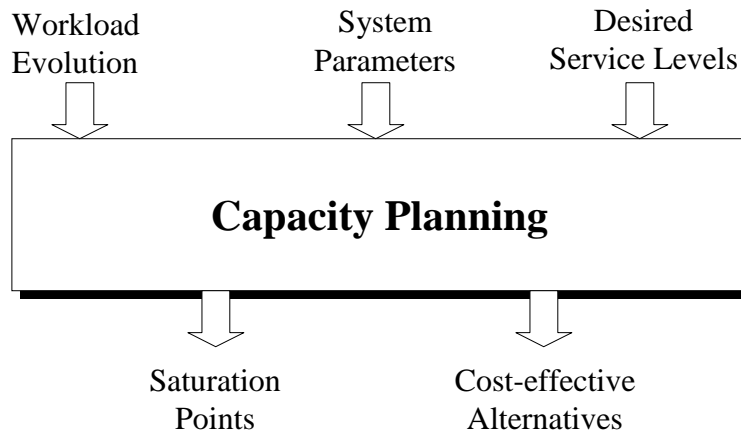 Workload
Evolution
System
Parameters
Desired
Service Levels
Capacity Planning
Saturation
Points
Cost-effective
Alternatives